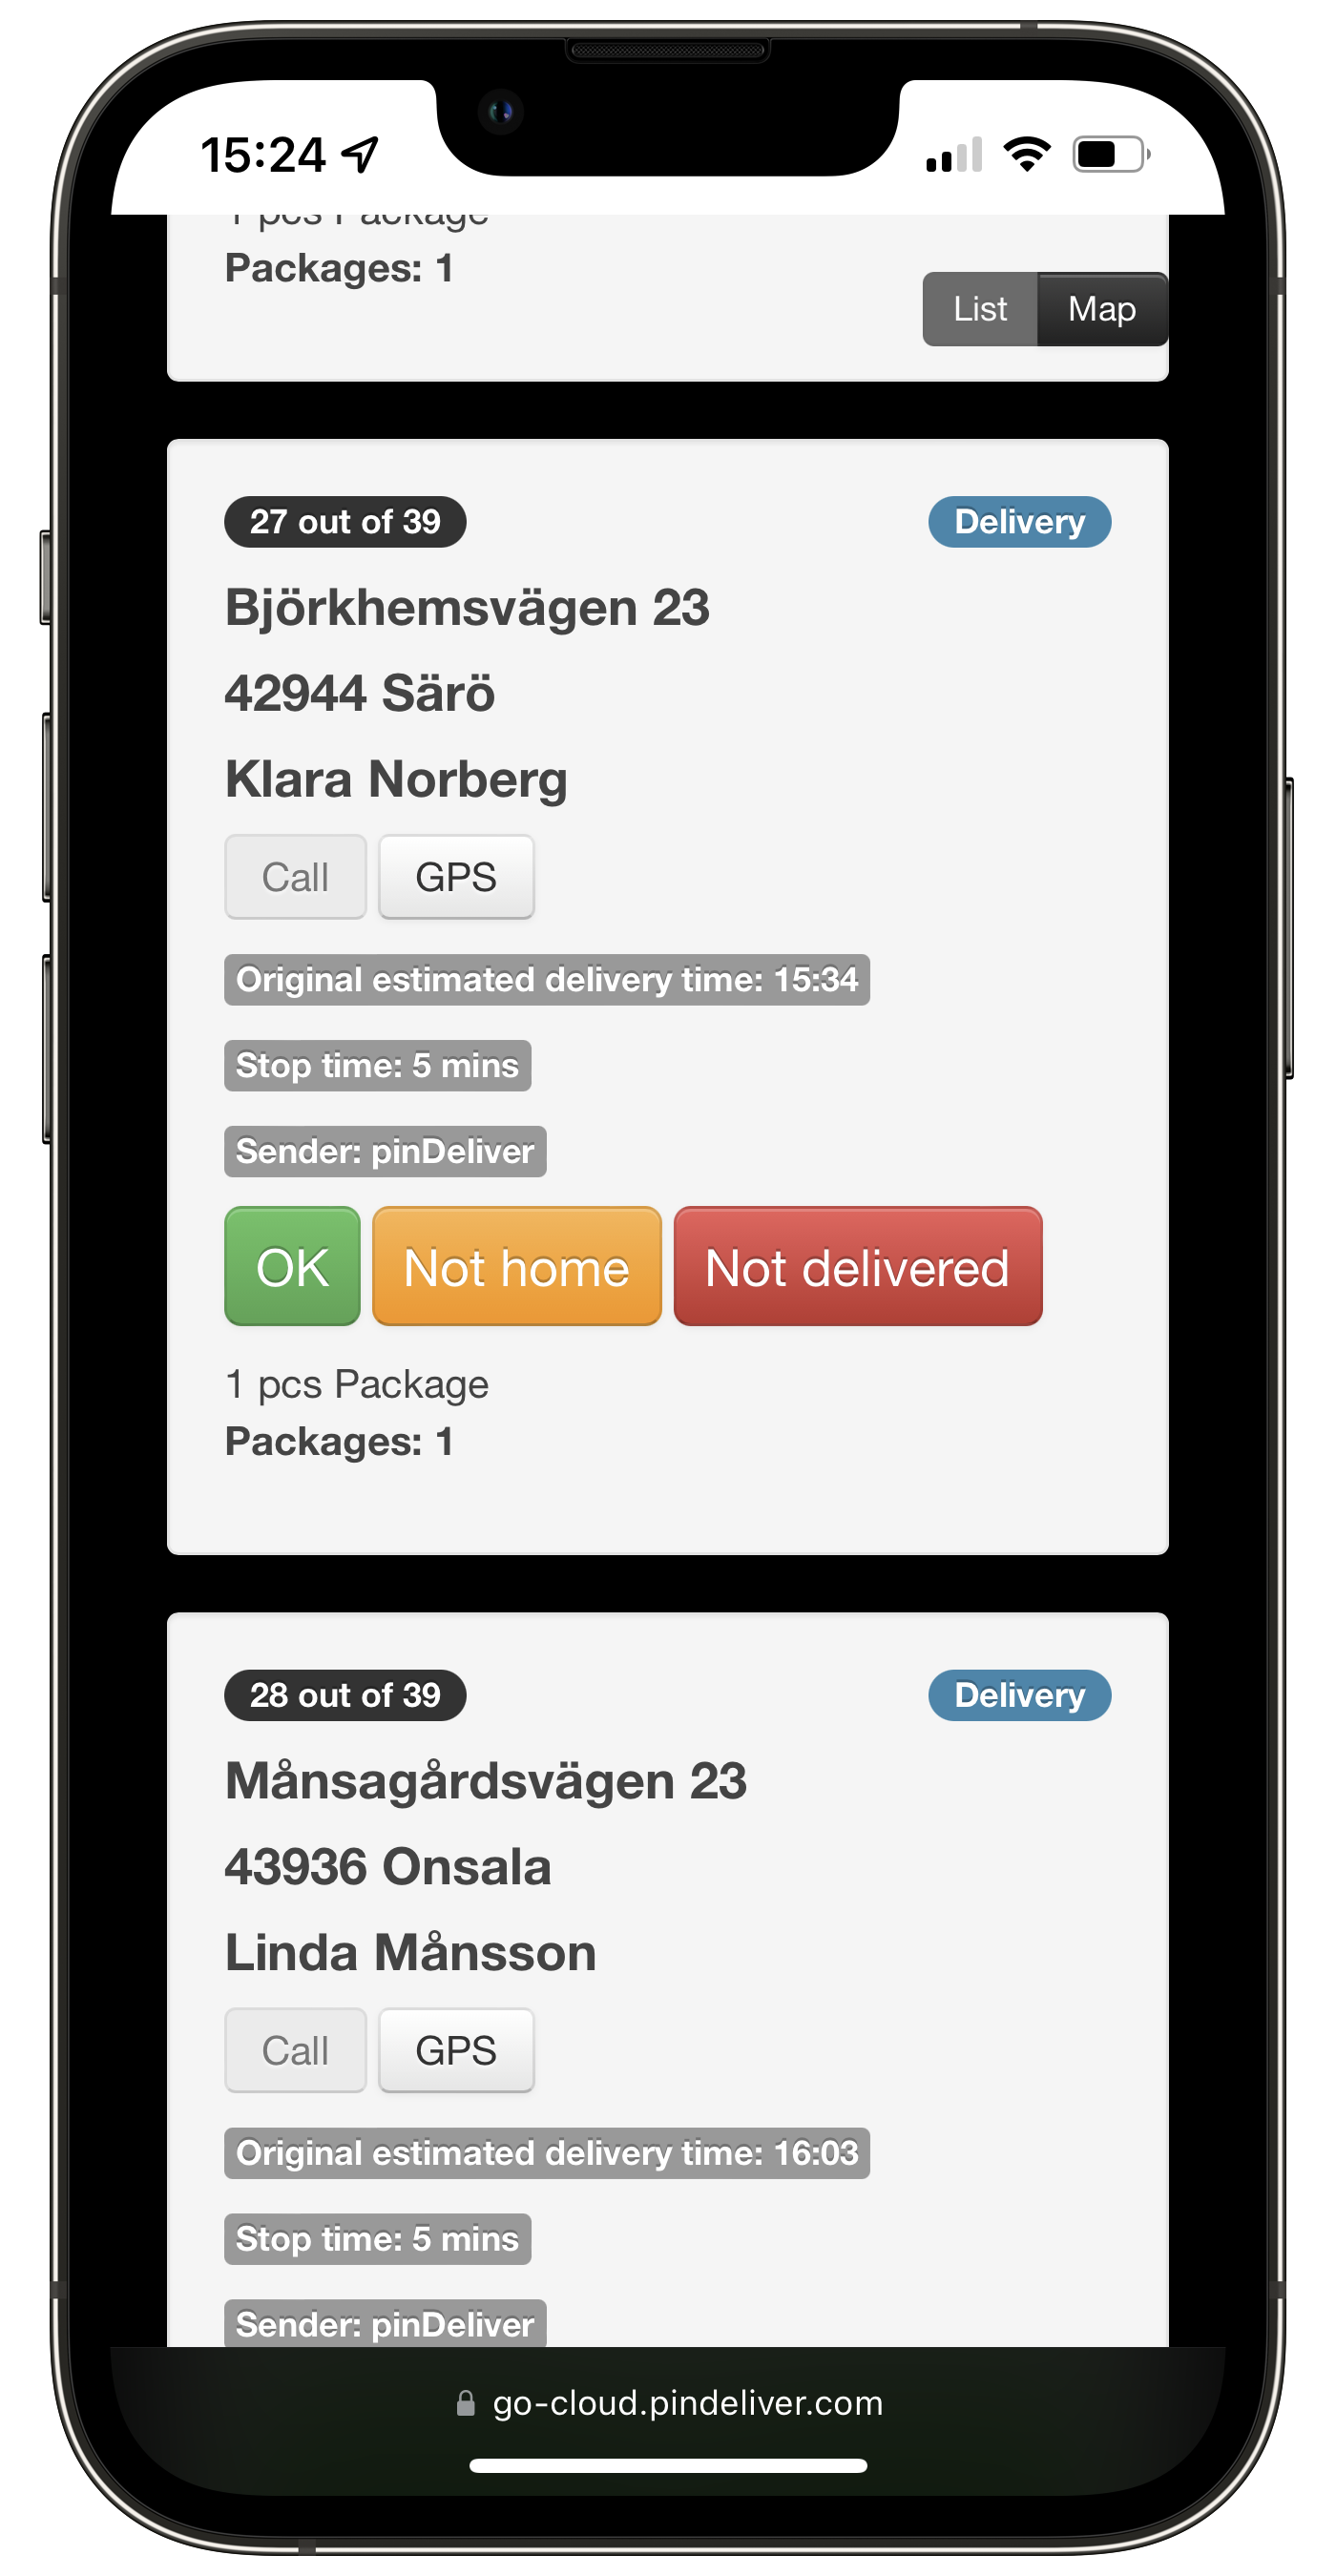 15:24
1 pcs Package
Packages: 1
List Map
27 out of 39 Delivery
Björkhemsvägen 23
42944 Särö
Klara Norberg
Call GPS
Original estimated delivery time: 15:34
Stop time: 5 mins
Sender: pinDeliver
OK Not home Not delivered
1 pcs Package
Packages: 1
28 out of 39 Delivery
Månsagårdsvägen 23
43936 Onsala
Linda Månsson
Call GPS
Original estimated delivery time: 16:03
Stop time: 5 mins
Sender: pinDeliver
go-cloud.pindeliver.com